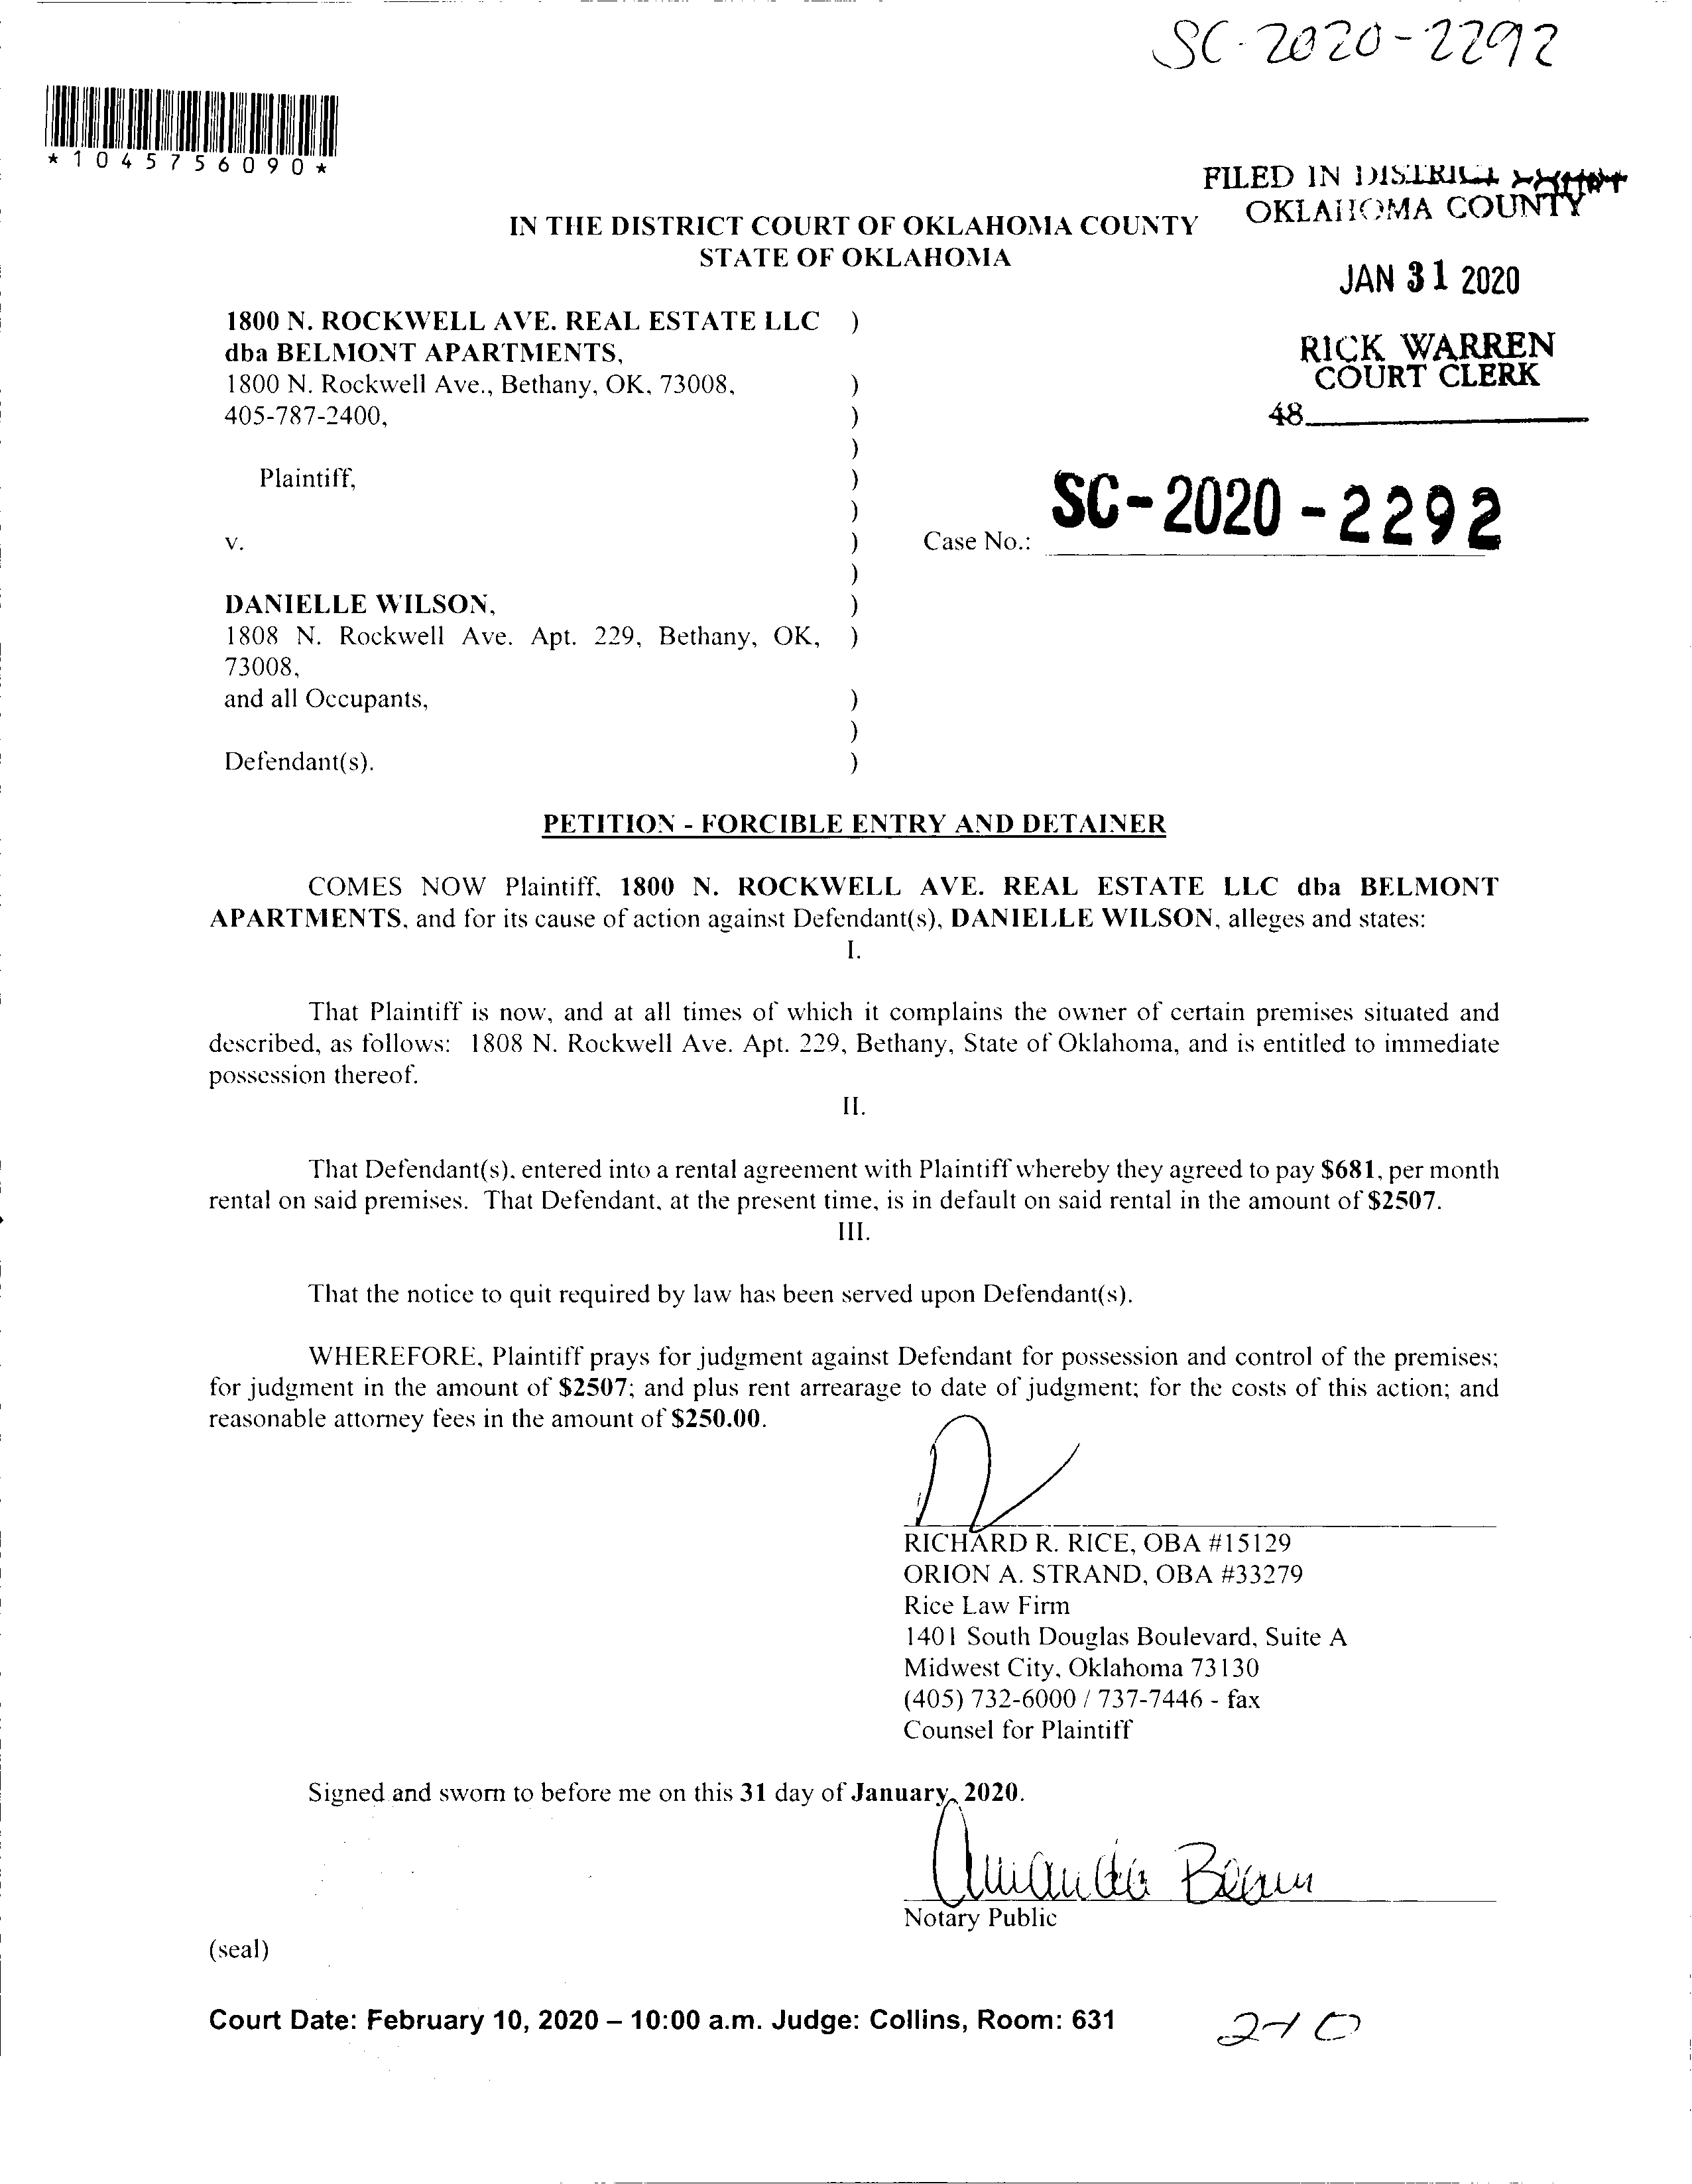 SC-2020-2292
*1045756090*
FILED IN DISTRICT COURT
OKLAHOMA COUNTY
IN THE DISTRICT COURT OF OKLAHOMA COUNTY
STATE OF OKLAHOMA
JAN 31 2020
RICK WARREN
COURT CLERK
48
1800 N. ROCKWELL AVE. REAL ESTATE LLC )
dba BELMONT APARTMENTS,
1800 N. Rockwell Ave., Bethany, OK, 73008, )
405-787-2400, )
)
Plaintiff, )
)
v. ) Case No.: SC-2020-2292
)
DANIELLE WILSON, )
1808 N. Rockwell Ave. Apt. 229, Bethany, OK, )
73008,
and all Occupants, )
)
Defendant(s). )
PETITION - FORCIBLE ENTRY AND DETAINER
COMES NOW Plaintiff, 1800 N. ROCKWELL AVE. REAL ESTATE LLC dba BELMONT
APARTMENTS, and for its cause of action against Defendant(s), DANIELLE WILSON, alleges and states:
I.
That Plaintiff is now, and at all times of which it complains the owner of certain premises situated and
described, as follows: 1808 N. Rockwell Ave. Apt. 229, Bethany, State of Oklahoma, and is entitled to immediate
possession thereof.
II.
That Defendant(s), entered into a rental agreement with Plaintiff whereby they agreed to pay $681, per month
rental on said premises. That Defendant, at the present time, is in default on said rental in the amount of $2507.
III.
That the notice to quit required by law has been served upon Defendant(s).
WHEREFORE, Plaintiff prays for judgment against Defendant for possession and control of the premises;
for judgment in the amount of $2507; and plus rent arrearage to date of judgment; for the costs of this action; and
reasonable attorney fees in the amount of $250.00.
RICHARD R. RICE, OBA #15129
ORION A. STRAND, OBA #33279
Rice Law Firm
1401 South Douglas Boulevard, Suite A
Midwest City, Oklahoma 73130
(405) 732-6000 / 737-7446 - fax
Counsel for Plaintiff
Signed and sworn to before me on this 31 day of January, 2020.
Amanda Beam
Notary Public
(seal)
Court Date: February 10, 2020 – 10:00 a.m. Judge: Collins, Room: 631
2-10